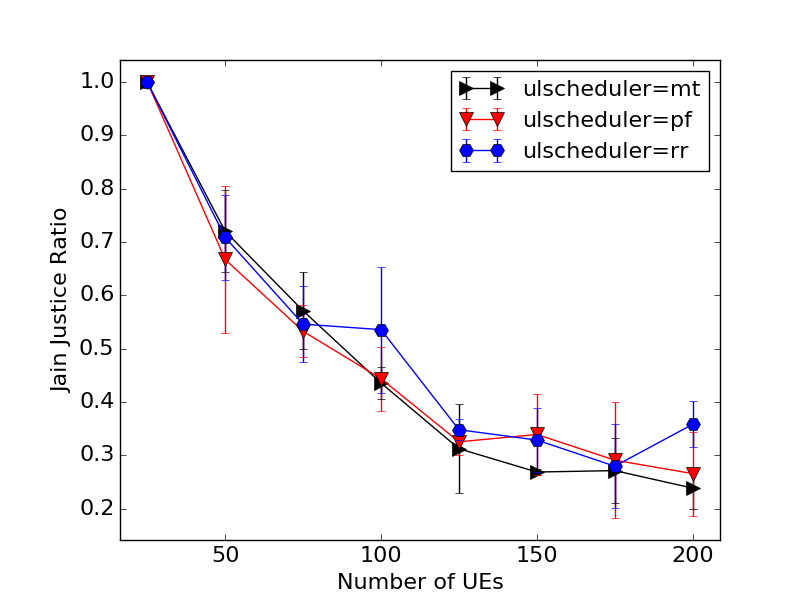 ulscheduler=mt
ulscheduler=pf
ulscheduler=rr
1.0
0.9
0.8
0.7
0.6
0.5
0.4
0.3
0.2
Jain Justice Ratio
50 100 150 200
Number of UEs